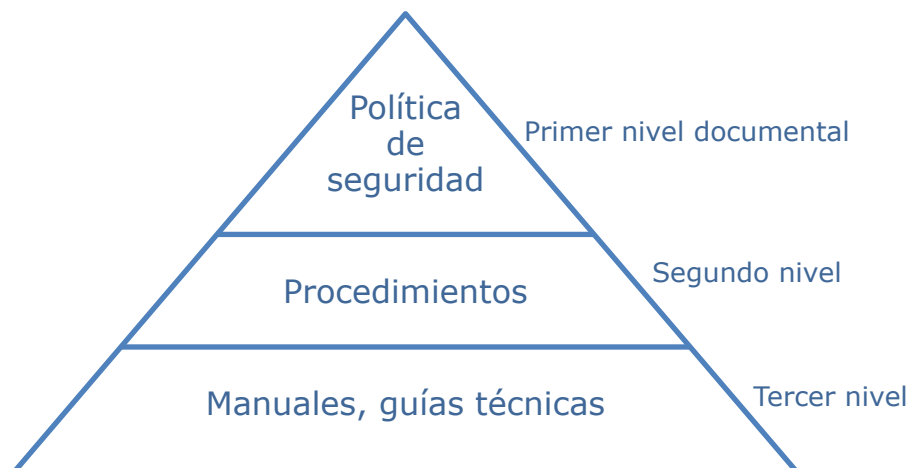 Política
de
seguridad
Primer nivel documental
Procedimientos
Segundo nivel
Manuales, guías técnicas
Tercer nivel